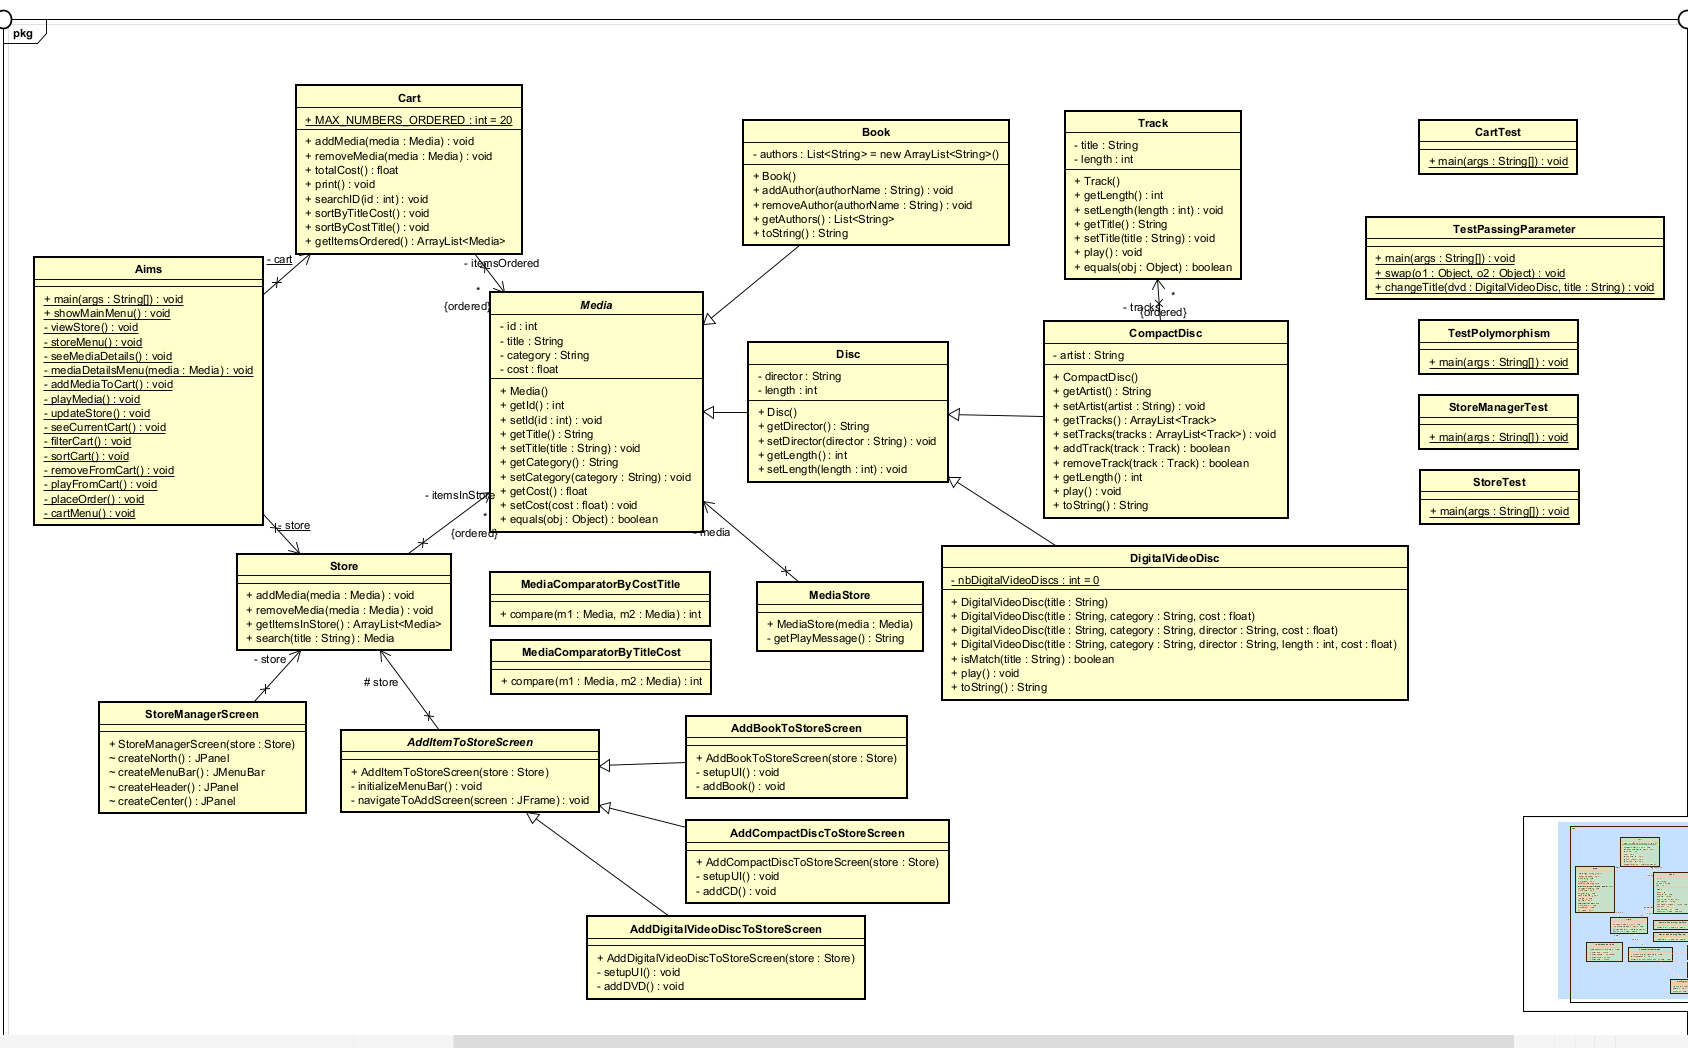 pkg
Cart
+ MAX_NUMBERS_ORDERED : int = 20
+ addMedia(media : Media) : void
+ removeMedia(media : Media) : void
+ totalCost() : float
+ print() : void
+ searchID(id : int) : void
+ sortByTitleCost() : void
+ sortByCostTitle() : void
+ getItemsOrdered() : ArrayList<Media>
- cart
- itemsOrdered
*
{ordered}
Aims
+ main(args : String[]) : void
+ showMainMenu() : void
- viewStore() : void
- storeMenu() : void
- seeMediaDetails() : void
- mediaDetailsMenu(media : Media) : void
- addMediaToCart() : void
- playMedia() : void
- updateStore() : void
- seeCurrentCart() : void
- filterCart() : void
- sortCart() : void
- removeFromCart() : void
- playFromCart() : void
- placeOrder() : void
- cartMenu() : void
- store
Media
- id : int
- title : String
- category : String
- cost : float
+ Media()
+ getId() : int
+ setId(id : int) : void
+ getTitle() : String
+ setTitle(title : String) : void
+ getCategory() : String
+ setCategory(category : String) : void
+ getCost() : float
+ setCost(cost : float) : void
+ equals(obj : Object) : boolean
- itemsInStore
*
{ordered}
- media
Book
- authors : List<String> = new ArrayList<String>()
+ Book()
+ addAuthor(authorName : String) : void
+ removeAuthor(authorName : String) : void
+ getAuthors() : List<String>
+ toString() : String
Disc
- director : String
- length : int
+ Disc()
+ getDirector() : String
+ setDirector(director : String) : void
+ getLength() : int
+ setLength(length : int) : void
Track
- title : String
- length : int
+ Track()
+ getLength() : int
+ setLength(length : int) : void
+ getTitle() : String
+ setTitle(title : String) : void
+ play() : void
+ equals(obj : Object) : boolean
- tracks
*
{ordered}
CompactDisc
- artist : String
+ CompactDisc()
+ getArtist() : String
+ setArtist(artist : String) : void
+ getTracks() : ArrayList<Track>
+ setTracks(tracks : ArrayList<Track>) : void
+ addTrack(track : Track) : boolean
+ removeTrack(track : Track) : boolean
+ getLength() : int
+ play() : void
+ toString() : String
CartTest
+ main(args : String[]) : void
TestPassingParameter
+ main(args : String[]) : void
+ swap(o1 : Object, o2 : Object) : void
+ changeTitle(dvd : DigitalVideoDisc, title : String) : void
TestPolymorphism
+ main(args : String[]) : void
StoreManagerTest
+ main(args : String[]) : void
StoreTest
+ main(args : String[]) : void
DigitalVideoDisc
- nbDigitalVideoDiscs : int = 0
+ DigitalVideoDisc(title : String)
+ DigitalVideoDisc(title : String, category : String, cost : float)
+ DigitalVideoDisc(title : String, category : String, director : String, cost : float)
+ DigitalVideoDisc(title : String, category : String, director : String, length : int, cost : float)
+ isMatch(title : String) : boolean
+ play() : void
+ toString() : String
Store
+ addMedia(media : Media) : void
+ removeMedia(media : Media) : void
+ getItemsInStore() : ArrayList<Media>
+ search(title : String) : Media
- store
# store
MediaComparatorByCostTitle
+ compare(m1 : Media, m2 : Media) : int
MediaComparatorByTitleCost
+ compare(m1 : Media, m2 : Media) : int
MediaStore
+ MediaStore(media : Media)
- getPlayMessage() : String
StoreManagerScreen
+ StoreManagerScreen(store : Store)
~ createNorth() : JPanel
~ createMenuBar() : JMenuBar
~ createHeader() : JPanel
~ createCenter() : JPanel
AddItemToStoreScreen
+ AddItemToStoreScreen(store : Store)
- initializeMenuBar() : void
- navigateToAddScreen(screen : JFrame) : void
AddBookToStoreScreen
+ AddBookToStoreScreen(store : Store)
- setupUI() : void
- addBook() : void
AddCompactDiscToStoreScreen
+ AddCompactDiscToStoreScreen(store : Store)
- setupUI() : void
- addCD() : void
AddDigitalVideoDiscToStoreScreen
+ AddDigitalVideoDiscToStoreScreen(store : Store)
- setupUI() : void
- addDVD() : void